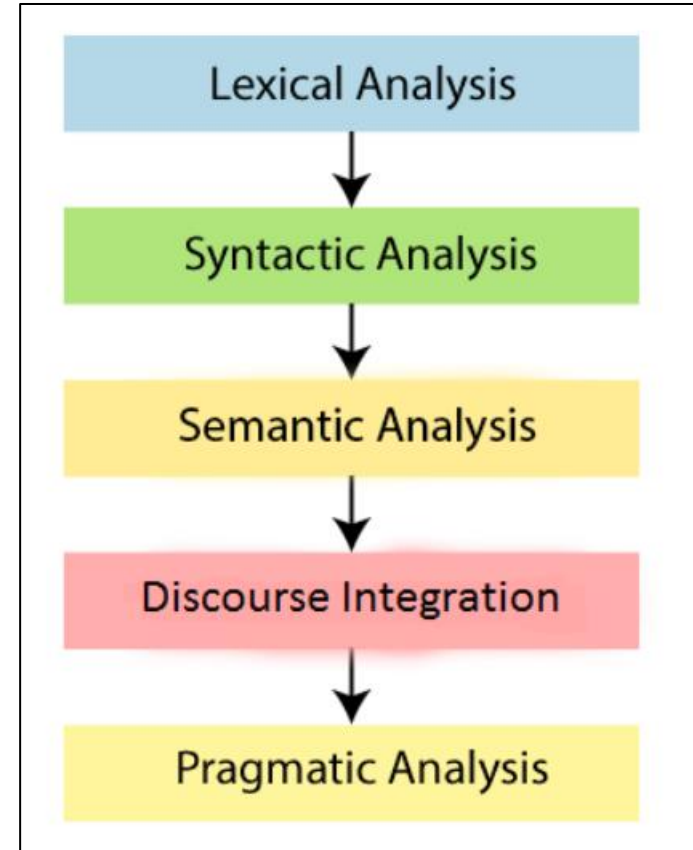 Lexical Analysis
Syntactic Analysis
Semantic Analysis
Discourse Integration
Pragmatic Analysis